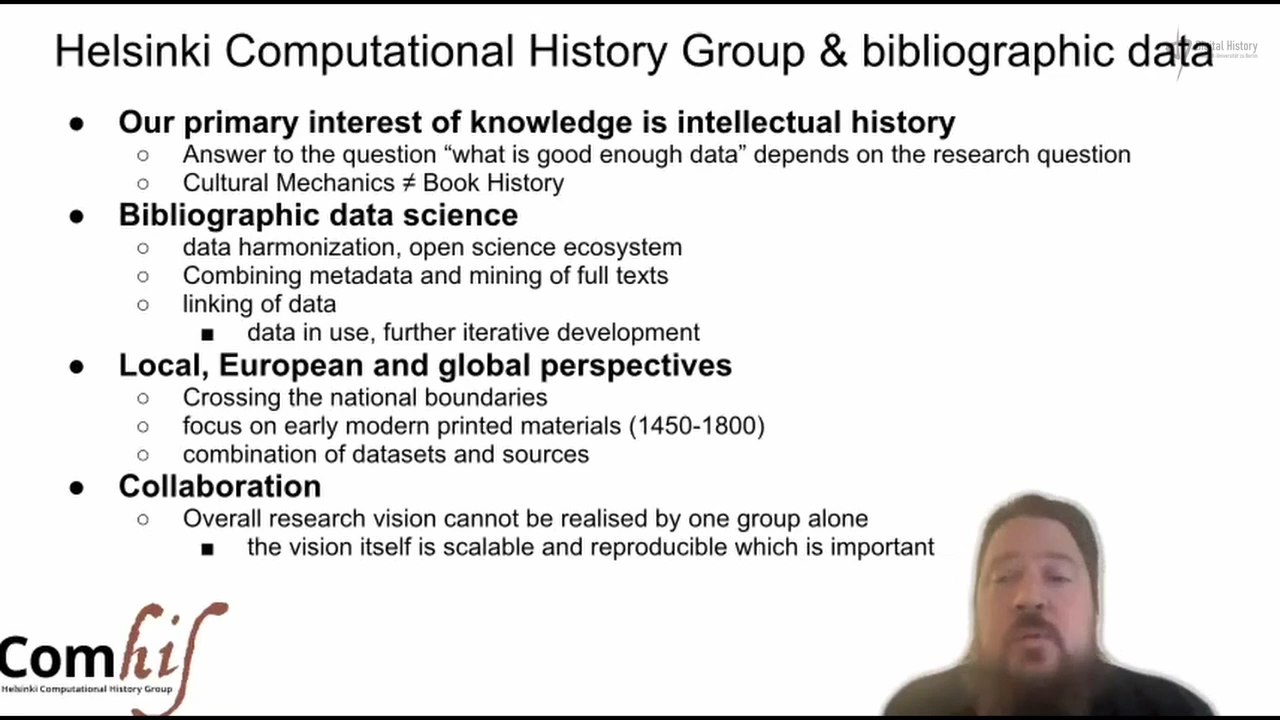 Helsinki Computational History Group & bibliographic data
Digital History
● Our primary interest of knowledge is intellectual history
○ Answer to the question “what is good enough data” depends on the research question
○ Cultural Mechanics ≠ Book History
● Bibliographic data science
○ data harmonization, open science ecosystem
○ Combining metadata and mining of full texts
○ linking of data
■ data in use, further iterative development
● Local, European and global perspectives
○ Crossing the national boundaries
○ focus on early modern printed materials (1450-1800)
○ combination of datasets and sources
● Collaboration
○ Overall research vision cannot be realised by one group alone
■ the vision itself is scalable and reproducible which is important
Comhis
Helsinki Computational History Group